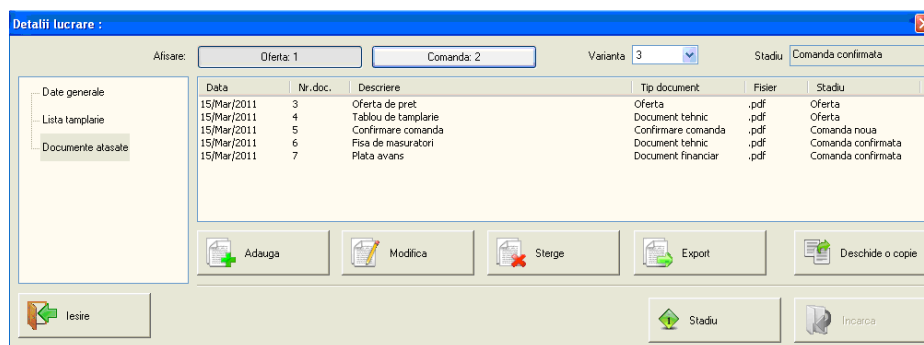 Detalii lucrare :
Afisare: Oferta: 1 Comanda: 2 Varianta 3 Stadiu Comanda confirmata
Date generale
Lista tamplarie
Documente atasate
Data Nr.doc. Descriere Tip document Fisier Stadiu
15/Mar/2011 3 Oferta de pret Oferta .pdf Oferta
15/Mar/2011 4 Tablou de tamplarie Document tehnic .pdf Oferta
15/Mar/2011 5 Confirmare comanda Confirmare comanda .pdf Comanda noua
15/Mar/2011 6 Fisa de masuratori Document tehnic .pdf Comanda confirmata
15/Mar/2011 7 Plata avans Document financiar .pdf Comanda confirmata
Adauga Modifica Sterge Export Deschide o copie
Iesire Stadiu Incarca